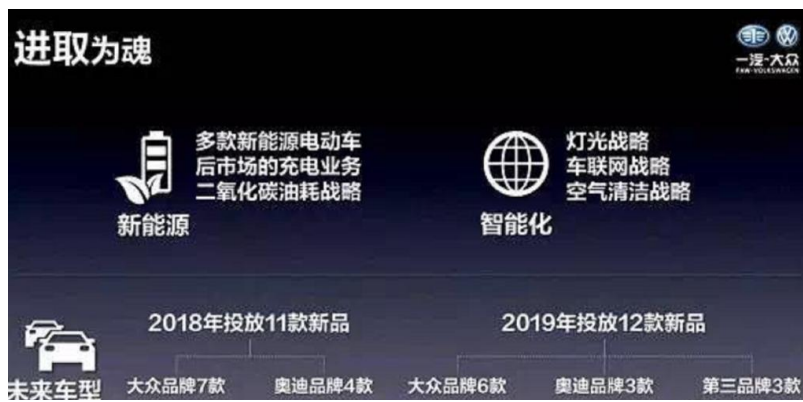 进取为魂
一汽-大众
FAW-VOLKSWAGEN
多款新能源电动车
后市场的充电业务
二氧化碳油耗战略
新能源
灯光战略
车联网战略
空气清洁战略
智能化
2018年投放11款新品
2019年投放12款新品
未来车型
大众品牌7款
奥迪品牌4款
大众品牌6款
奥迪品牌3款
第三品牌3款